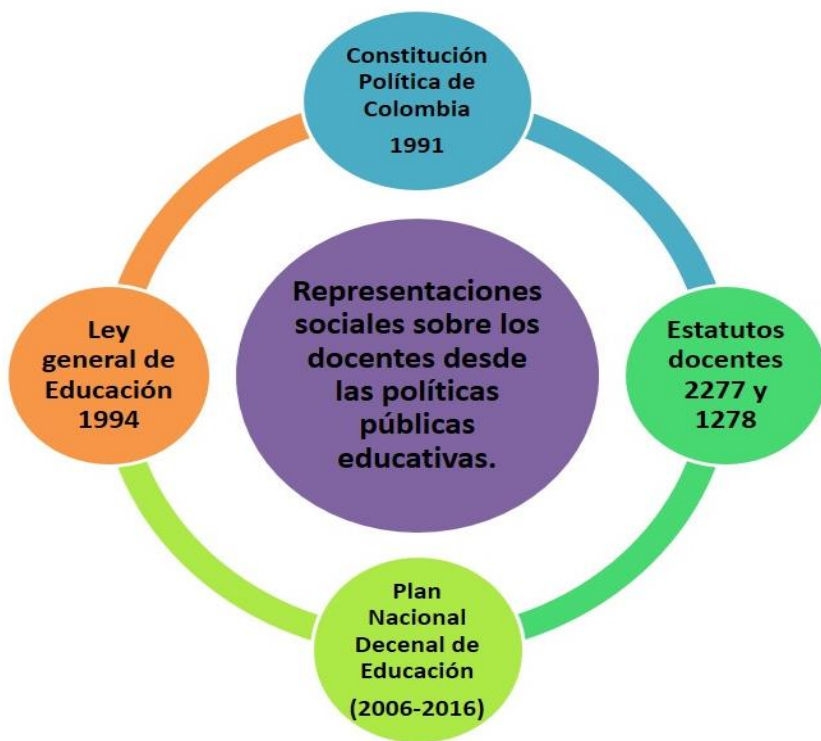 Constitución
Política de
Colombia
1991
Representaciones
sociales sobre los
docentes desde
las políticas
públicas
educativas.
Ley
general de
Educación
1994
Estatutos
docentes
2277 y
1278
Plan
Nacional
Decenal de
Educación
(2006-2016)